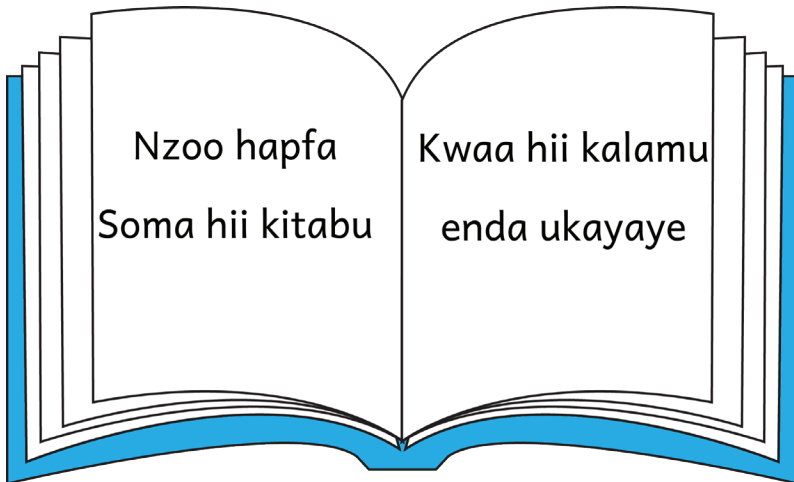 Nzoo hapfa
Soma hii kitabu
Kwaa hii kalamu
enda ukayaye